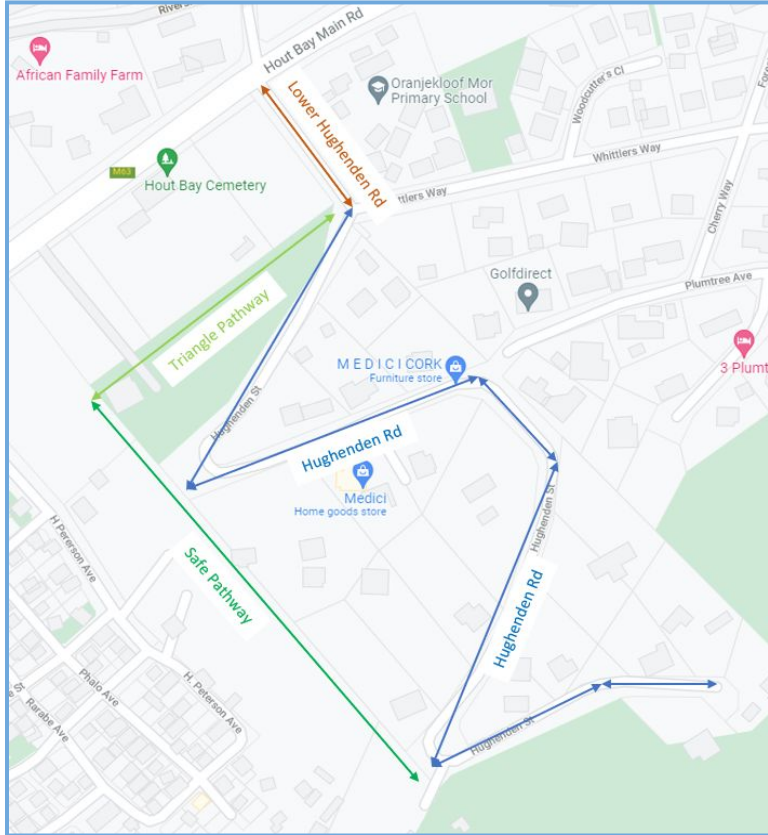 Rivers
Hout Bay Main Rd
African Family Farm
Lower Hughenden Rd
Oranjekloof Mor
Primary School
Woodcutter's Cl
M63
Hout Bay Cemetery
Whittlers Way
tlers Way
Cherry Way
Golfdirect
Plumtree Ave
Triangle Pathway
M E D I C I CORK
Furniture store
3 Plumt
Hughenden St
Hughenden Rd
Medici
Home goods store
Hughenden St
H Pererson Ave
Safe Pathway
Hughenden Rd
Phalo Ave
H. Peterson Ave
Rarabe Ave
Hughenden St